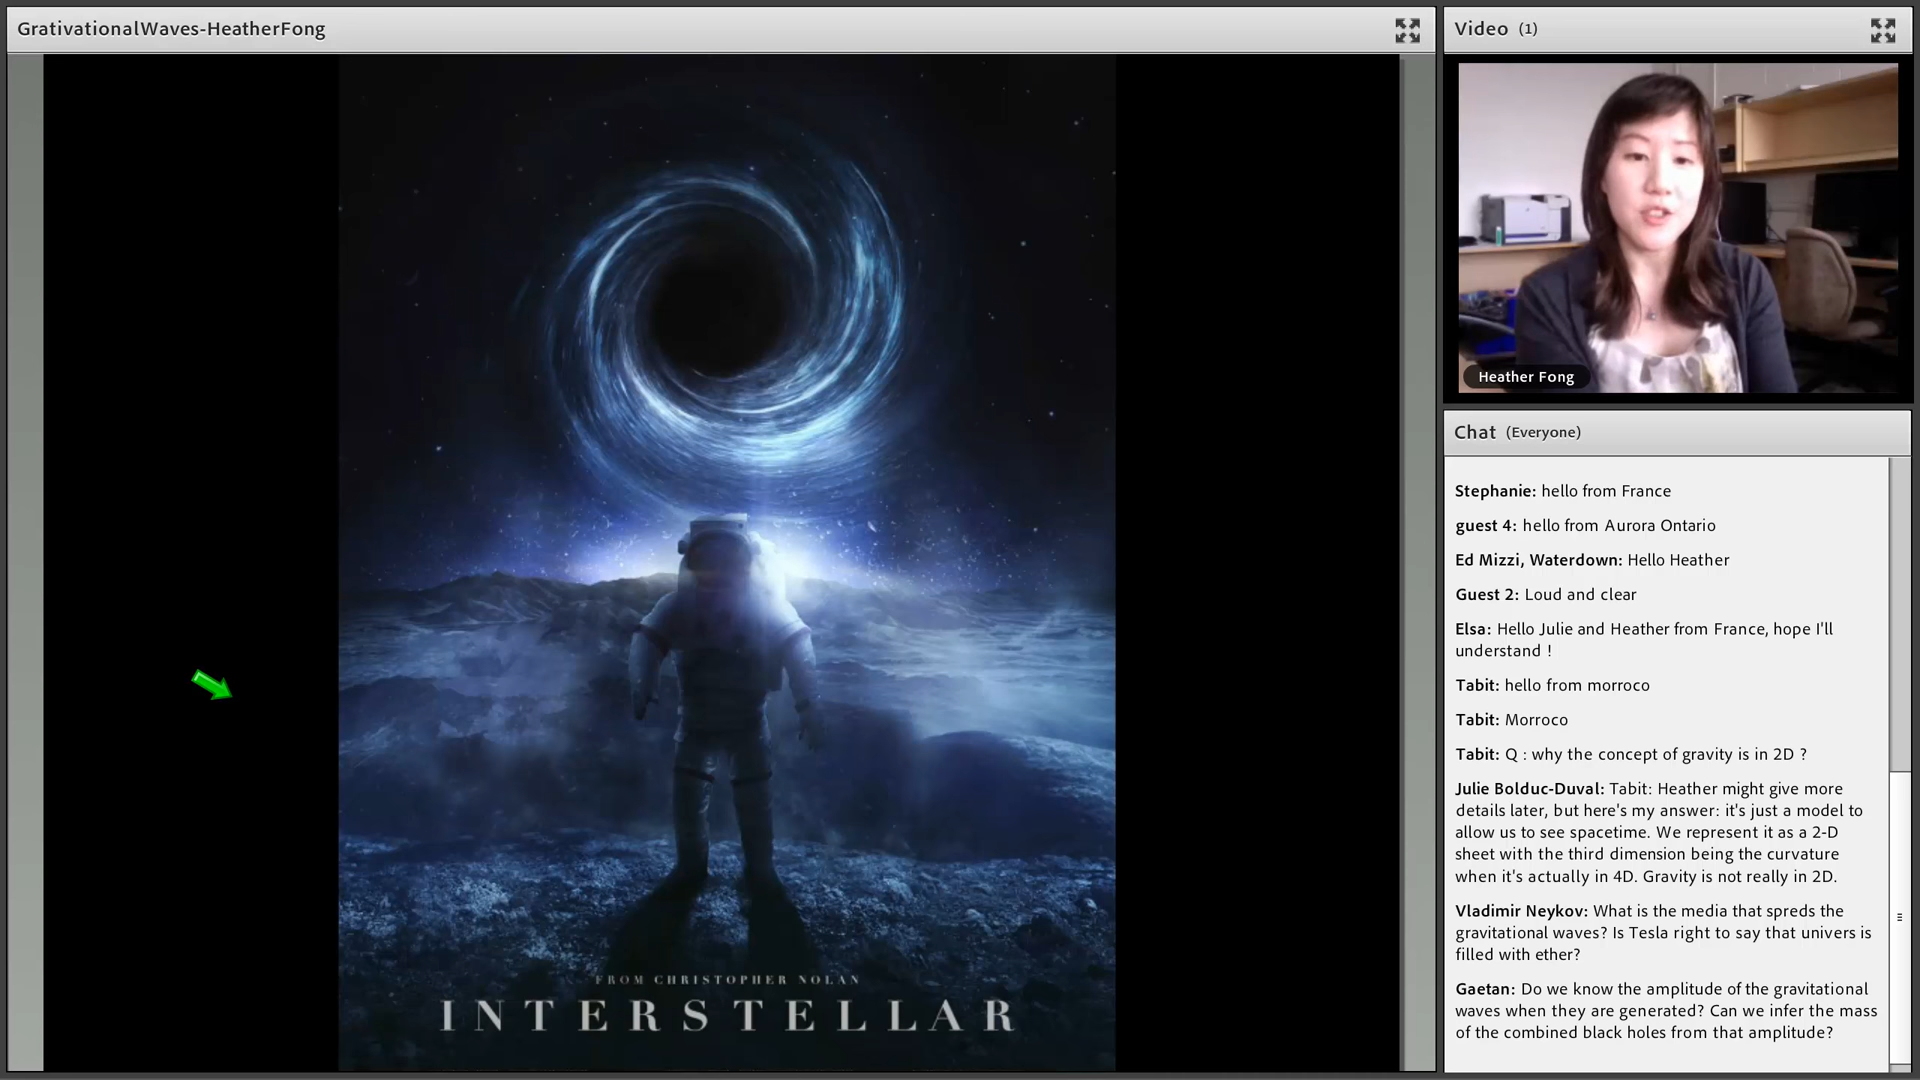 GrativationalWaves-HeatherFong
FROM CHRISTOPHER NOLAN
INTERSTELLAR
Video (1)
Heather Fong
Chat (Everyone)
Stephanie: hello from France
guest 4: hello from Aurora Ontario
Ed Mizzi, Waterdown: Hello Heather
Guest 2: Loud and clear
Elsa: Hello Julie and Heather from France, hope I'll
understand !
Tabit: hello from morroco
Tabit: Morroco
Tabit: Q : why the concept of gravity is in 2D ?
Julie Bolduc-Duval: Tabit: Heather might give more
details later, but here's my answer: it's just a model to
allow us to see spacetime. We represent it as a 2-D
sheet with the third dimension being the curvature
when it's actually in 4D. Gravity is not really in 2D.
Vladimir Neykov: What is the media that spreds the
gravitational waves? Is Tesla right to say that univers is
filled with ether?
Gaetan: Do we know the amplitude of the gravitational
waves when they are generated? Can we infer the mass
of the combined black holes from that amplitude?